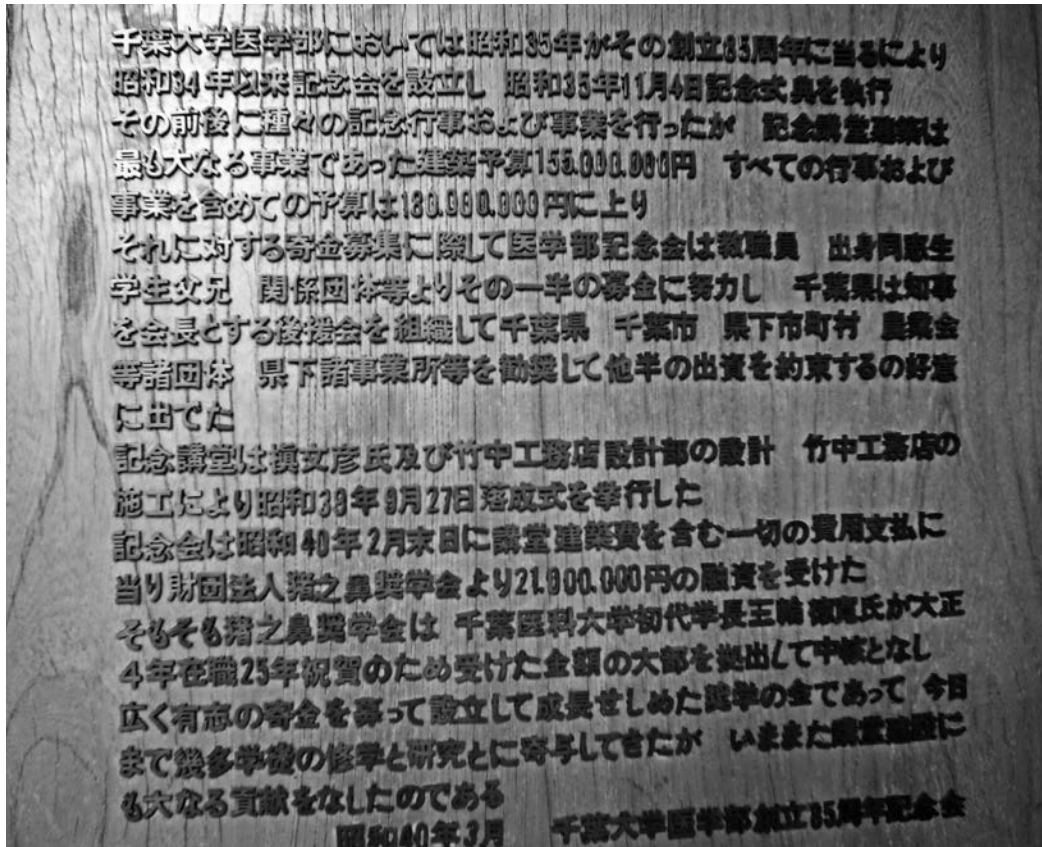 千葉大学医学部においては昭和35年がその創立85周年に当るにより
昭和34年以来記念会を設立し 昭和35年11月4日記念式典を執行
その前後に種々の記念行事および事業を行ったが 記念講堂建築は
最も大なる事業であった建築予算155.000.000円 すべての行事および
事業を含めての予算は180.000.000円に上り
それに対する寄金募集に際して医学部記念会は教職員 出身同窓生
学生父兄 関係団体等よりその一半の募金に努力し 千葉県は知事
を会長とする後援会を組織して千葉県 千葉市 県下市町村 農業会
等諸団体 県下諸事業所等を勧奨して他半の出資を約束するの好意
に出でた
記念講堂は槇文彦氏及び竹中工務店設計部の設計 竹中工務店の
施工により昭和39年9月27日落成式を挙行した
記念会は昭和40年2月末日に講堂建築費を含む一切の費用支払に
当り財団法人猪之鼻奨学会より21.000.000円の融資を受けた
そもそも猪之鼻奨学会は 千葉医科大学初代学長三輪徳寛氏が大正
4年在職25年祝賀のため受けた金額の大部を拠出して中核となし
広く有志の寄金を募って設立して成長せしめた奨学の会であって 今日
まで幾多学徒の修学と研究とに寄与してきたが いままた講堂建設に
も大なる貢献をなしたのである
昭和40年3月 千葉大学医学部創立85周年記念会